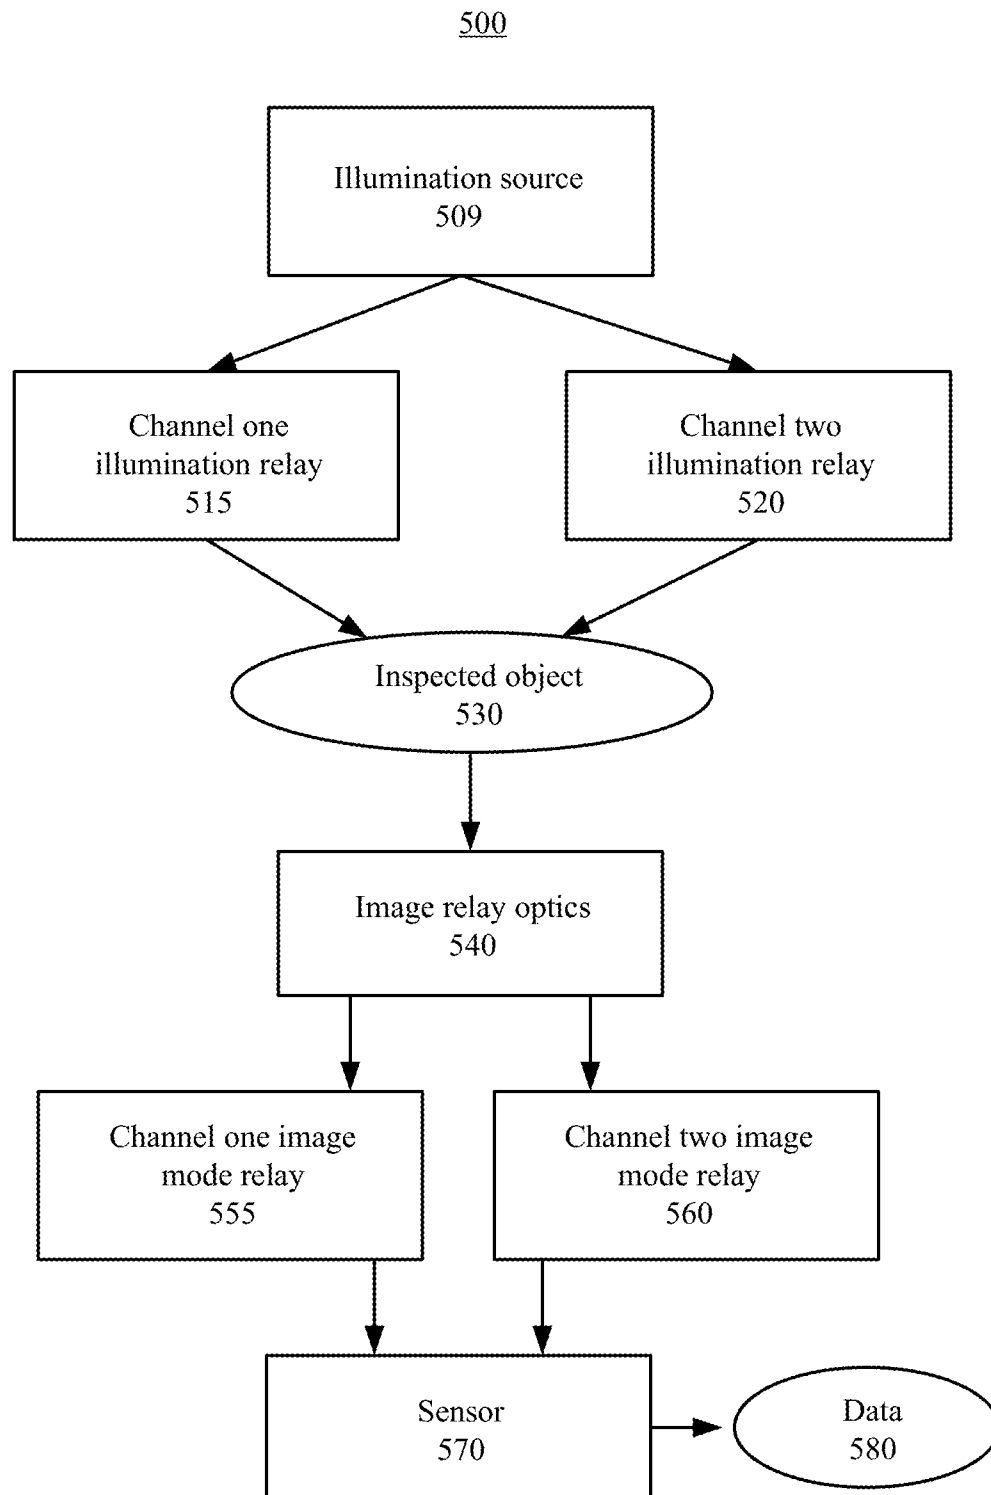 500
Illumination source
509
Channel one
illumination relay
515
Channel two
illumination relay
520
Inspected object
530
Image relay optics
540
Channel one image
mode relay
555
Channel two image
mode relay
560
Sensor
570
Data
580